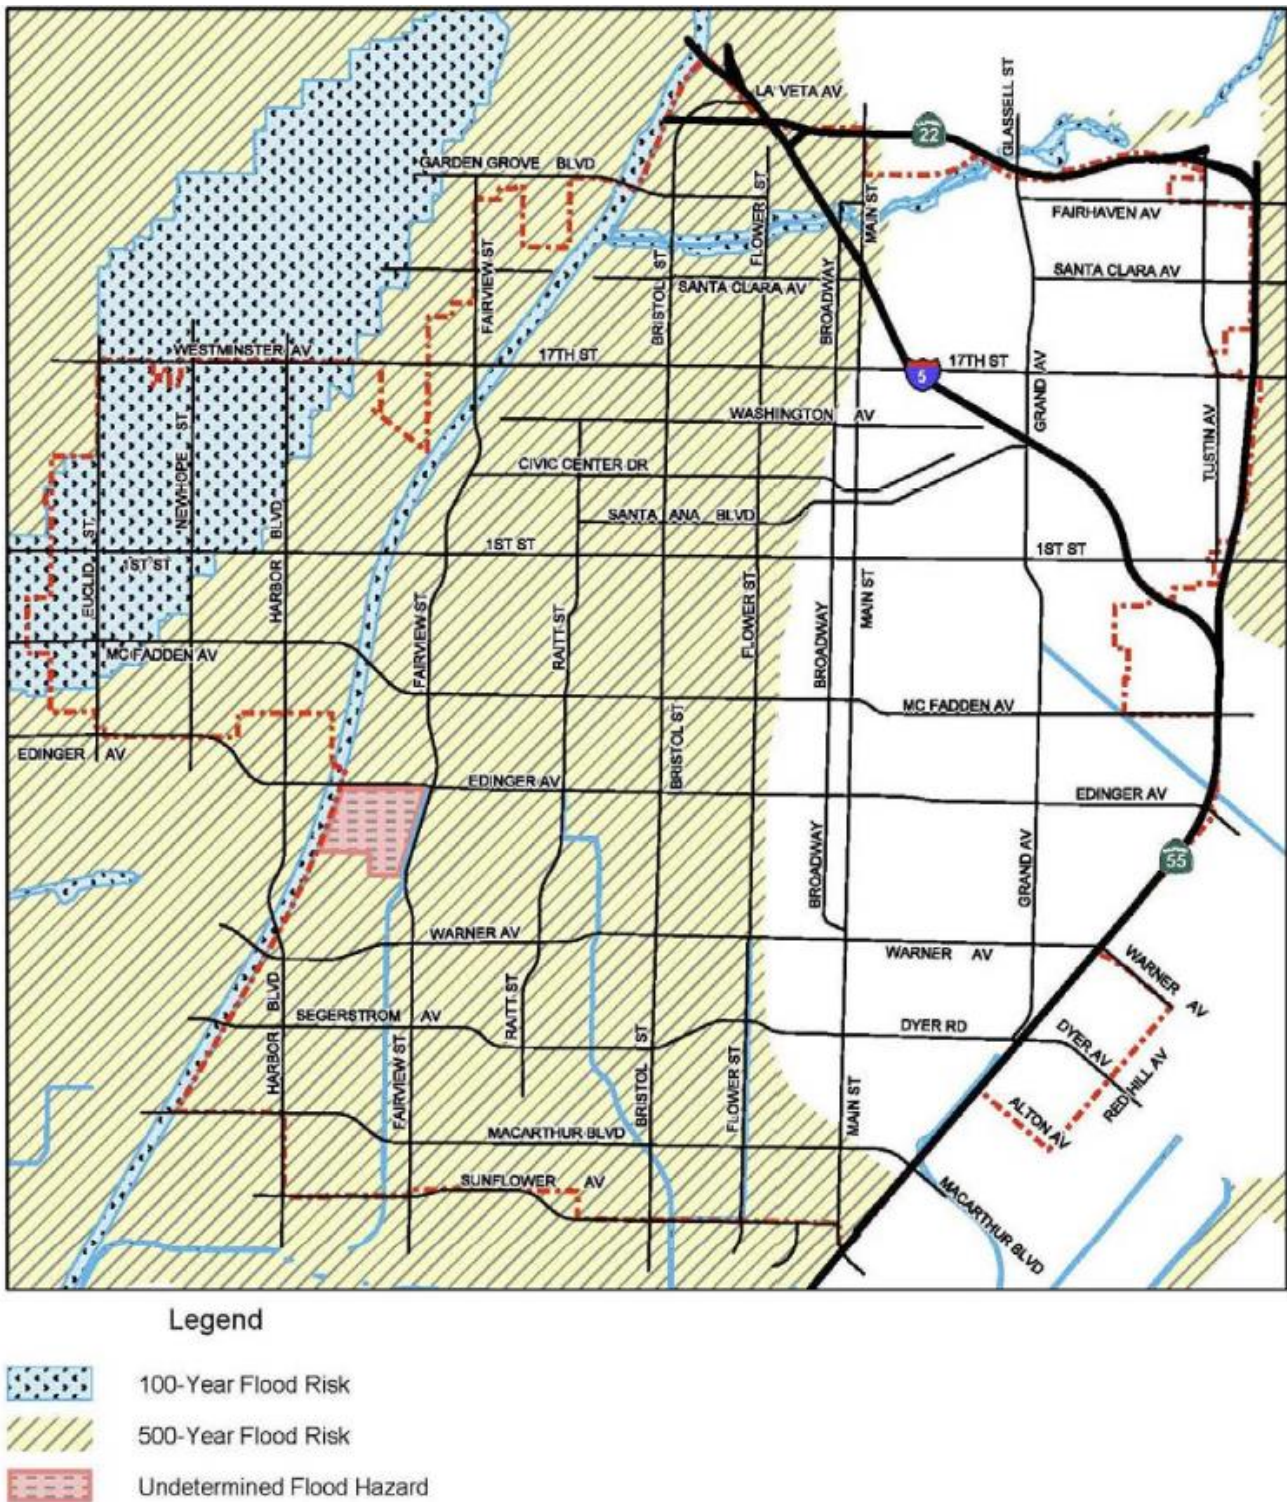 LA VETA AV
GLASSELL ST
22
GARDEN GROVE BLVD
FLOWER ST
MAIN ST
FAIRHAVEN AV
FAIRVIEW ST
BRISTOL ST
SANTA CLARA AV
BROADWAY
SANTA CLARA AV
WESTMINSTER AV
17TH ST
5
17TH ST
GRAND AV
NEWHOPE ST
WASHINGTON AV
TUSTIN AV
CIVIC CENTER DR
HARBOR BLVD
SANTA ANA BLVD
EUCLID ST.
1ST ST
1ST ST
1ST ST
FAIRVIEW ST
RAITT ST
FLOWER ST
BROADWAY
MAIN ST
MC FADDEN AV
MC FADDEN AV
BRISTOL ST
EDINGER AV
EDINGER AV
EDINGER AV
BROADWAY
GRAND AV
55
WARNER AV
WARNER AV
WARNER AV
HARBOR BLVD
RAITT ST
SEGERSTROM AV
DYER RD
DYER AV
RED HILL AV
FAIRVIEW ST
BRISTOL ST
FLOWER ST
MAIN ST
ALTON AV
MACARTHUR BLVD
SUNFLOWER AV
MACARTHUR BLVD
Legend
100-Year Flood Risk
500-Year Flood Risk
Undetermined Flood Hazard